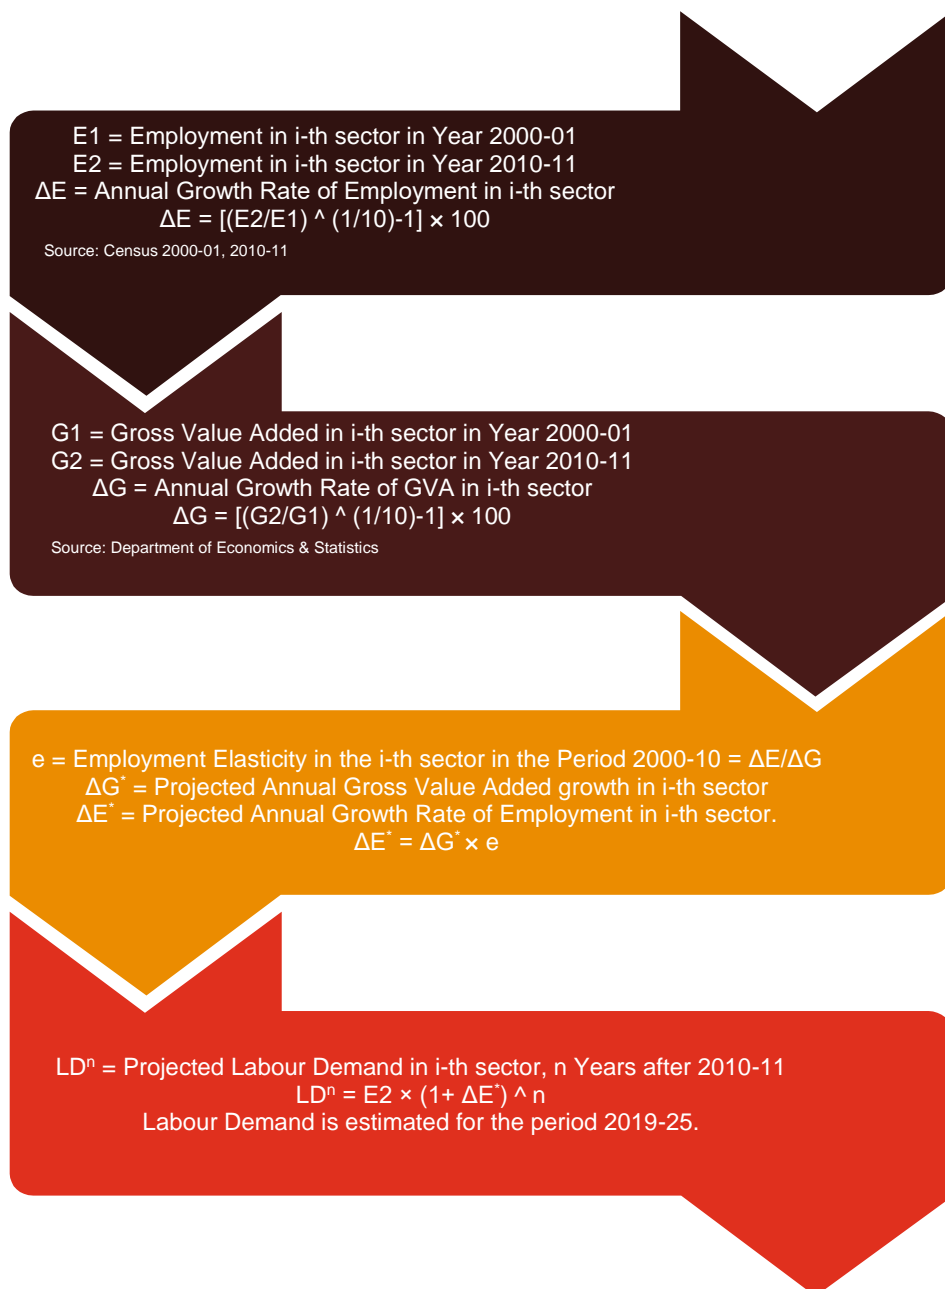 E1 = Employment in i-th sector in Year 2000-01
E2 = Employment in i-th sector in Year 2010-11
ΔE = Annual Growth Rate of Employment in i-th sector
ΔE = [(E2/E1) ^ (1/10)-1] × 100
Source: Census 2000-01, 2010-11
G1 = Gross Value Added in i-th sector in Year 2000-01
G2 = Gross Value Added in i-th sector in Year 2010-11
ΔG = Annual Growth Rate of GVA in i-th sector
ΔG = [(G2/G1) ^ (1/10)-1] × 100
Source: Department of Economics & Statistics
e = Employment Elasticity in the i-th sector in the Period 2000-10 = ΔE/ΔG
ΔG* = Projected Annual Gross Value Added growth in i-th sector
ΔE* = Projected Annual Growth Rate of Employment in i-th sector.
ΔE* = ΔG* × e
LDⁿ = Projected Labour Demand in i-th sector, n Years after 2010-11
LDⁿ = E2 × (1+ ΔE*) ^ n
Labour Demand is estimated for the period 2019-25.